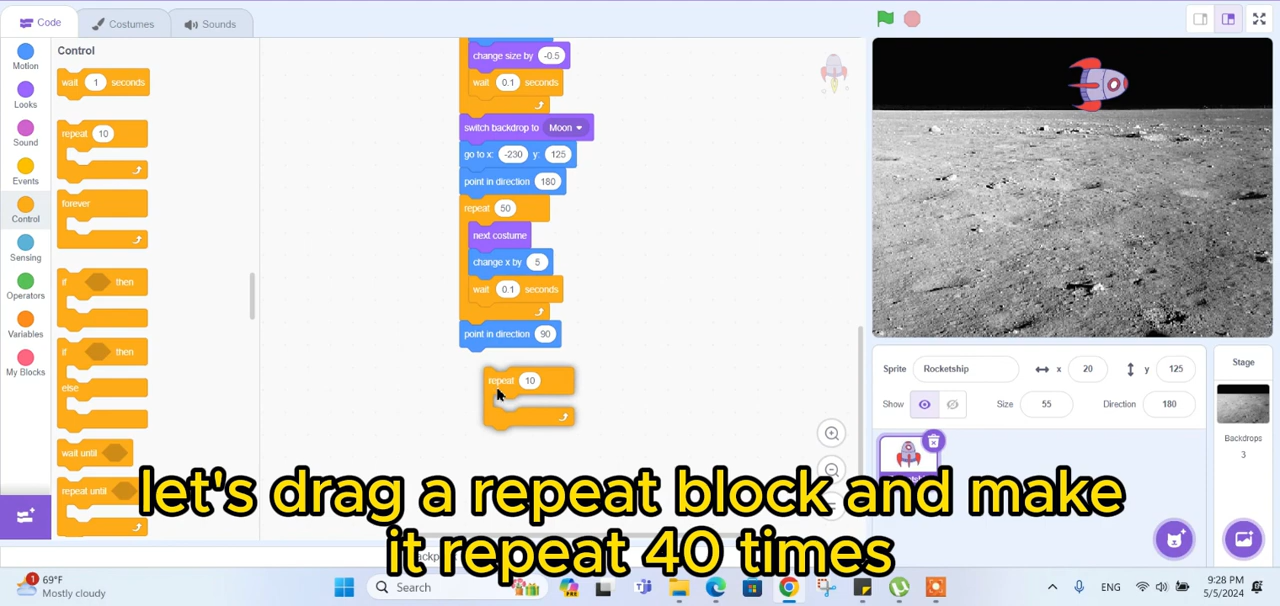 Code
Costumes
Sounds
Motion
Looks
Sound
Events
Control
Sensing
Operators
Variables
My Blocks
Control
wait 1 seconds
repeat 10
forever
if then
if then
else
wait until
repeat until
change size by -0.5
wait 0.1 seconds
switch backdrop to Moon
go to x: -230 y: 125
point in direction 180
repeat 50
next costume
change x by 5
wait 0.1 seconds
point in direction 90
repeat 10
Sprite Rocketship x 20 y 125
Show Size 55 Direction 180
Stage
Backdrops
3
let's drag a repeat block and make
it repeat 40 times
1
69°F
Mostly cloudy
Search
ENG
9:28 PM
5/5/2024